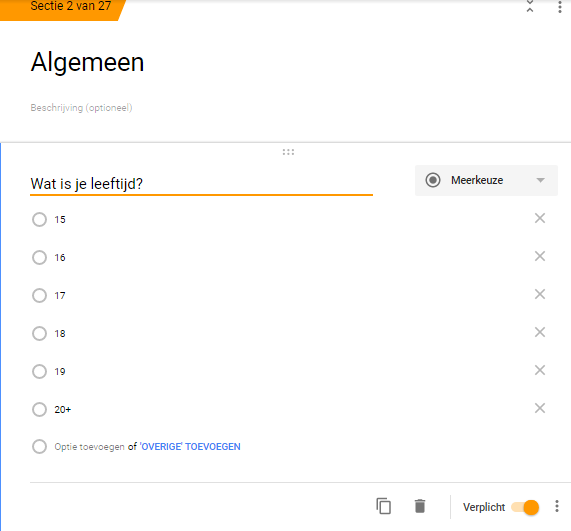 Sectie 2 van 27
Algemeen
Beschrijving (optioneel)
Wat is je leeftijd?
Meerkeuze
15
16
17
18
19
20+
Optie toevoegen of 'OVERIGE' TOEVOEGEN
Verplicht